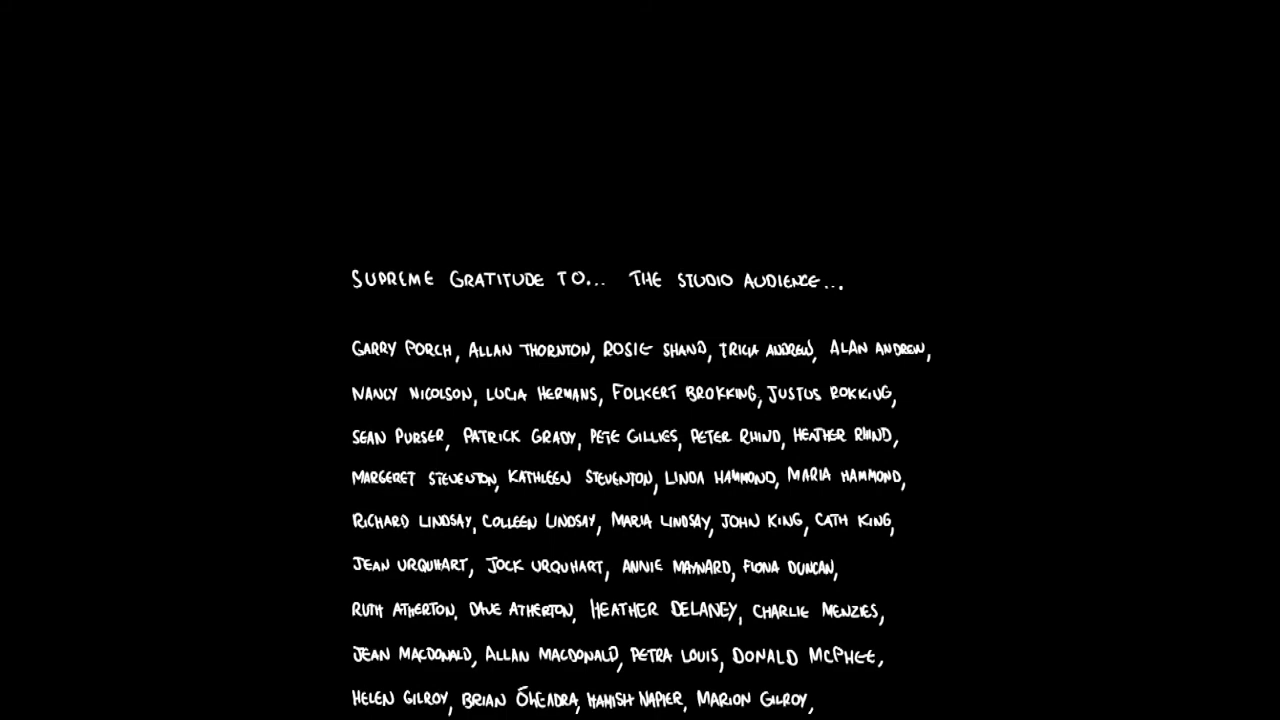 SUPREME GRATITUDE TO... THE STUDIO AUDIENCE...
GARRY PORCH, ALLAN THORNTON, ROSIE SHAND, TRICIA ANDREW, ALAN ANDREW,
NANCY NICOLSON, LUCIA HERMANS, FOLKERT BROKKING, JUSTUS ROKKING,
SEAN PURSER, PATRICK GRADY, PETE GILLIES, PETER RHIND, HEATHER RHIND,
MARGERET STEVENTON, KATHLEEN STEVENTON, LINDA HAMMOND, MARIA HAMMOND,
RICHARD LINDSAY, COLLEEN LINDSAY, MARIA LINDSAY, JOHN KING, CATH KING,
JEAN URQUHART, JOCK URQUHART, ANNIE MAYNARD, FIONA DUNCAN,
RUTH ATHERTON, DAVE ATHERTON, HEATHER DELANEY, CHARLIE MENZIES,
JEAN MACDONALD, ALLAN MACDONALD, PETRA LOUIS, DONALD MCPHEE,
HELEN GILROY, BRIAN HAMISH NAPIER, MARION GILROY,